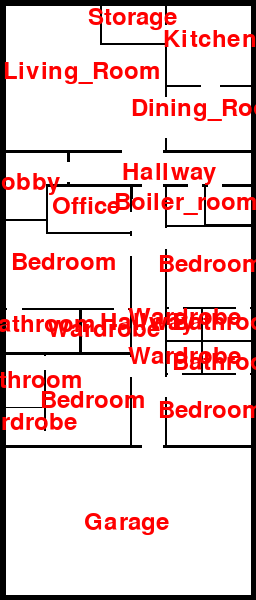 Storage
Kitchen
Living_Room
Dining_Roo
Hallway
obby
Office
Boiler_room
Bedroom
Bedroom
Wardrobe
athroom
Hallway
Bathroo
Wardrobe
Wardrobe
Bathroo
throom
Bedroom
Bedroom
rdrobe
Garage